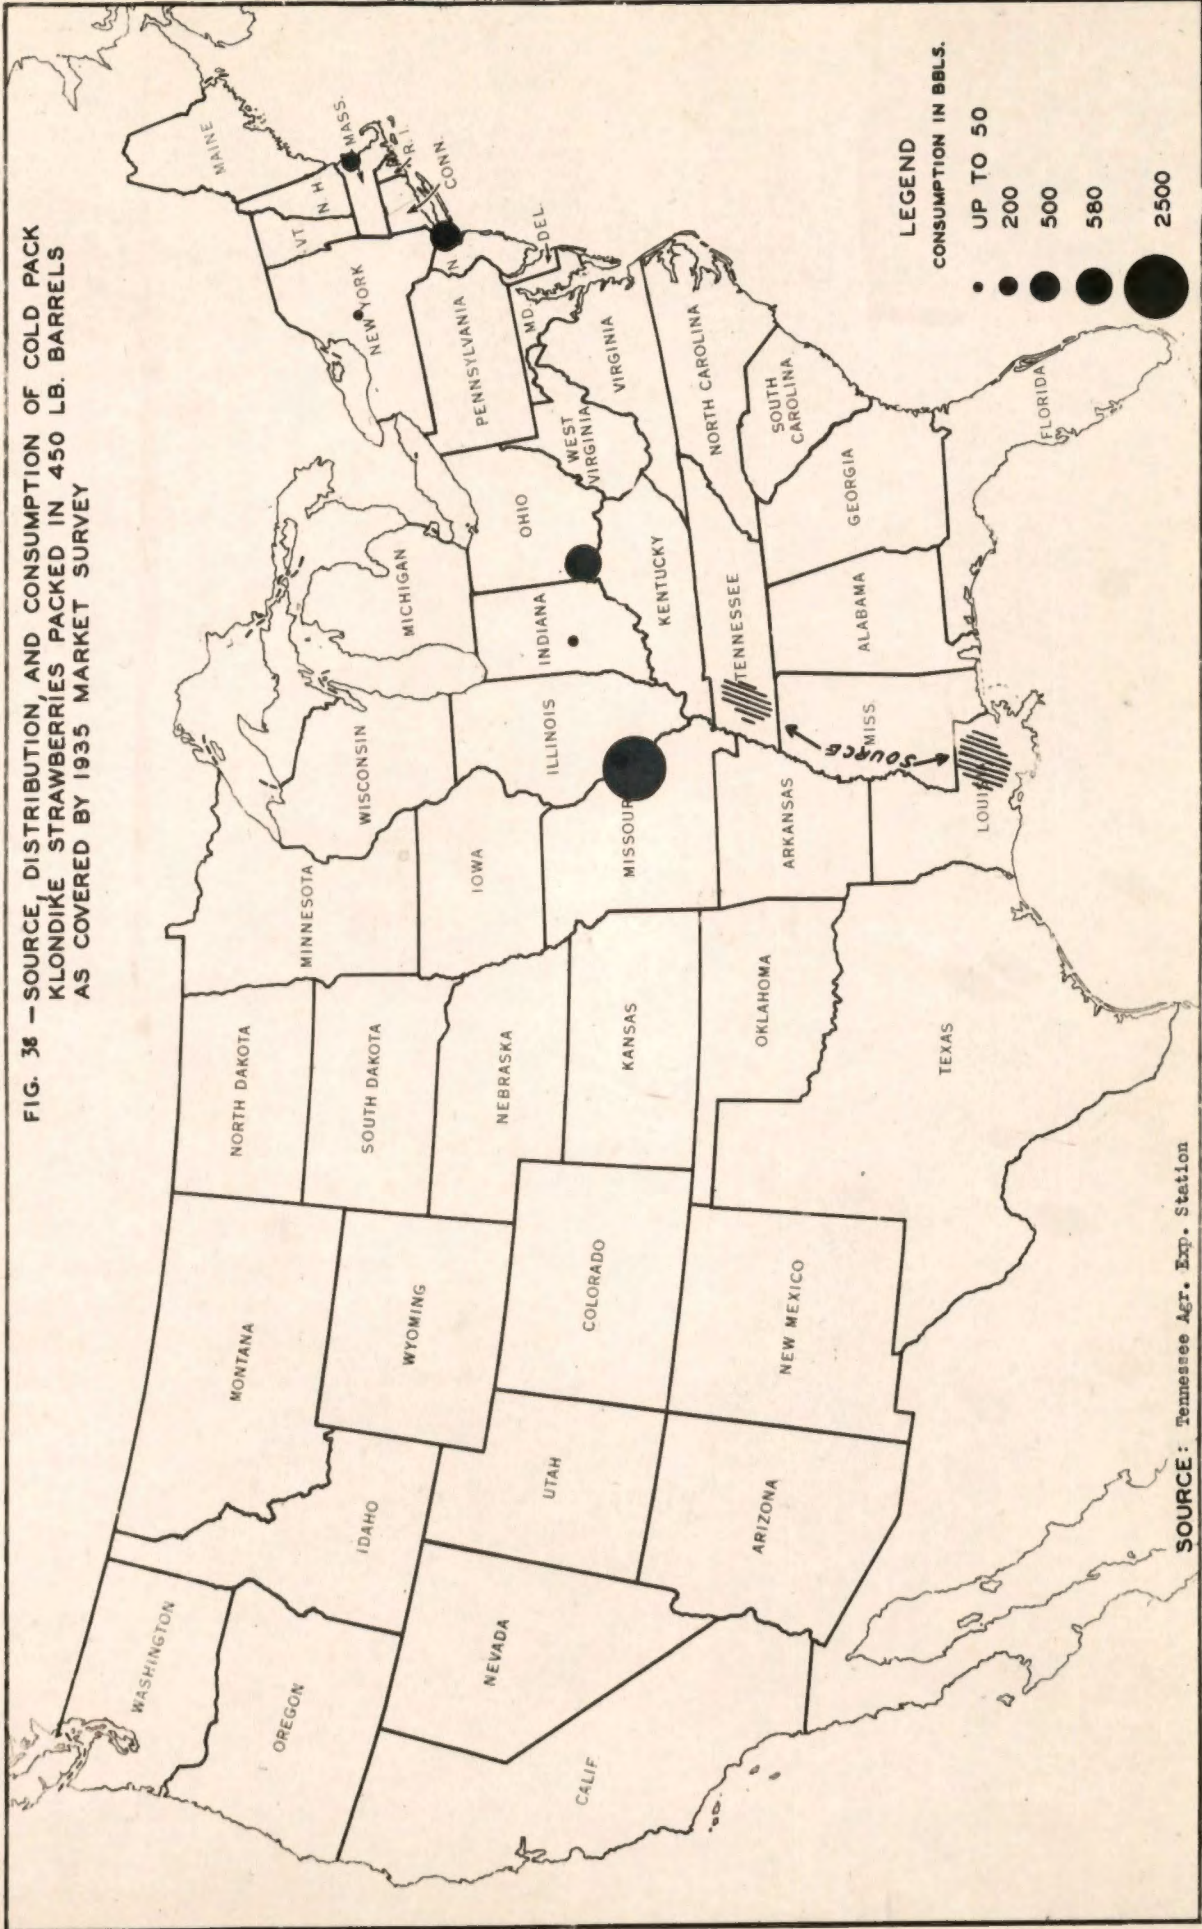 FIG. 38 — SOURCE, DISTRIBUTION, AND CONSUMPTION OF COLD PACK
KLONDIKE STRAWBERRIES PACKED IN 450 LB. BARRELS
AS COVERED BY 1935 MARKET SURVEY
WASHINGTON
OREGON
CALIF
NEVADA
IDAHO
MONTANA
WYOMING
UTAH
ARIZONA
COLORADO
NEW MEXICO
NORTH DAKOTA
SOUTH DAKOTA
NEBRASKA
KANSAS
OKLAHOMA
TEXAS
MINNESOTA
IOWA
MISSOUR
ARKANSAS
LOUI
WISCONSIN
ILLINOIS
MICHIGAN
INDIANA
OHIO
KENTUCKY
TENNESSEE
MISS.
SOURCE
ALABAMA
GEORGIA
FLORIDA
SOUTH
CAROLINA
NORTH CAROLINA
VIRGINIA
WEST
VIRGINIA
MD.
DEL.
PENNSYLVANIA
N
NEW YORK
VT
N H
MAINE
MASS.
R. I.
CONN.
LEGEND
CONSUMPTION IN BBLS.
UP TO 50
200
500
580
2500
SOURCE: Tennessee Agr. Exp. Station